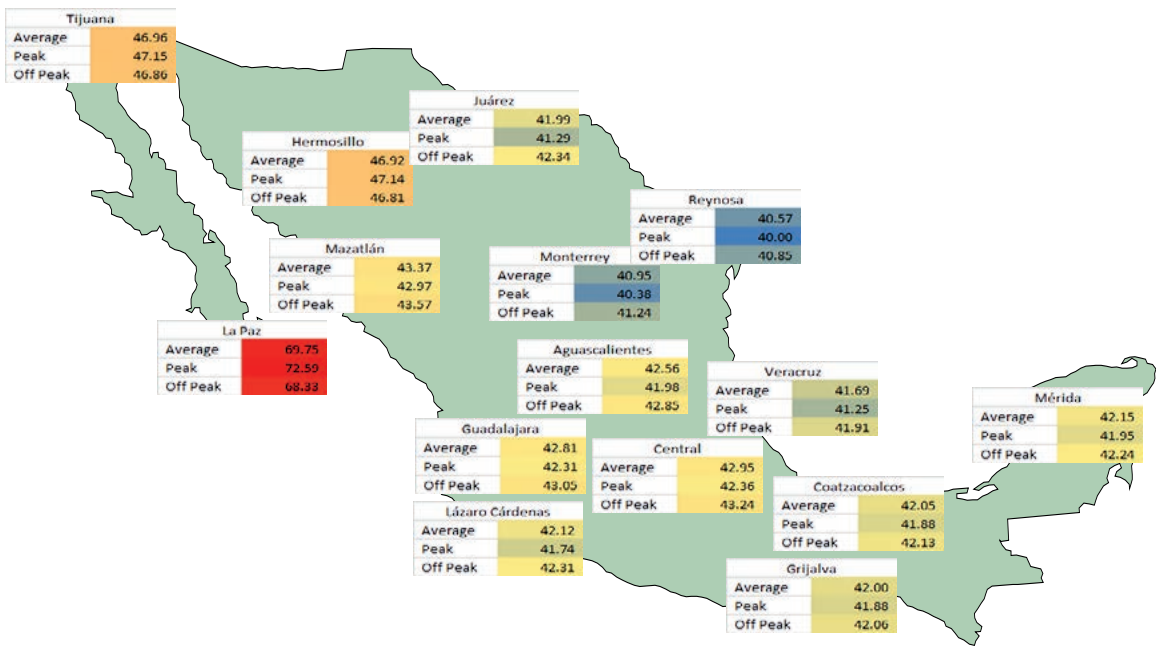 Tijuana
Average 46.96
Peak 47.15
Off Peak 46.86
Juárez
Average 41.99
Peak 41.29
Off Peak 42.34
Hermosillo
Average 46.92
Peak 47.14
Off Peak 46.81
Reynosa
Average 40.57
Peak 40.00
Off Peak 40.85
Mazatlán
Average 43.37
Peak 42.97
Off Peak 43.57
Monterrey
Average 40.95
Peak 40.38
Off Peak 41.24
La Paz
Average 69.75
Peak 72.59
Off Peak 68.33
Aguascalientes
Average 42.56
Peak 41.98
Off Peak 42.85
Veracruz
Average 41.69
Peak 41.25
Off Peak 41.91
Mérida
Average 42.15
Peak 41.95
Off Peak 42.24
Guadalajara
Average 42.81
Peak 42.31
Off Peak 43.05
Central
Average 42.95
Peak 42.36
Off Peak 43.24
Coatzacoalcos
Average 42.05
Peak 41.88
Off Peak 42.13
Lázaro Cárdenas
Average 42.12
Peak 41.74
Off Peak 42.31
Grijalva
Average 42.00
Peak 41.88
Off Peak 42.06